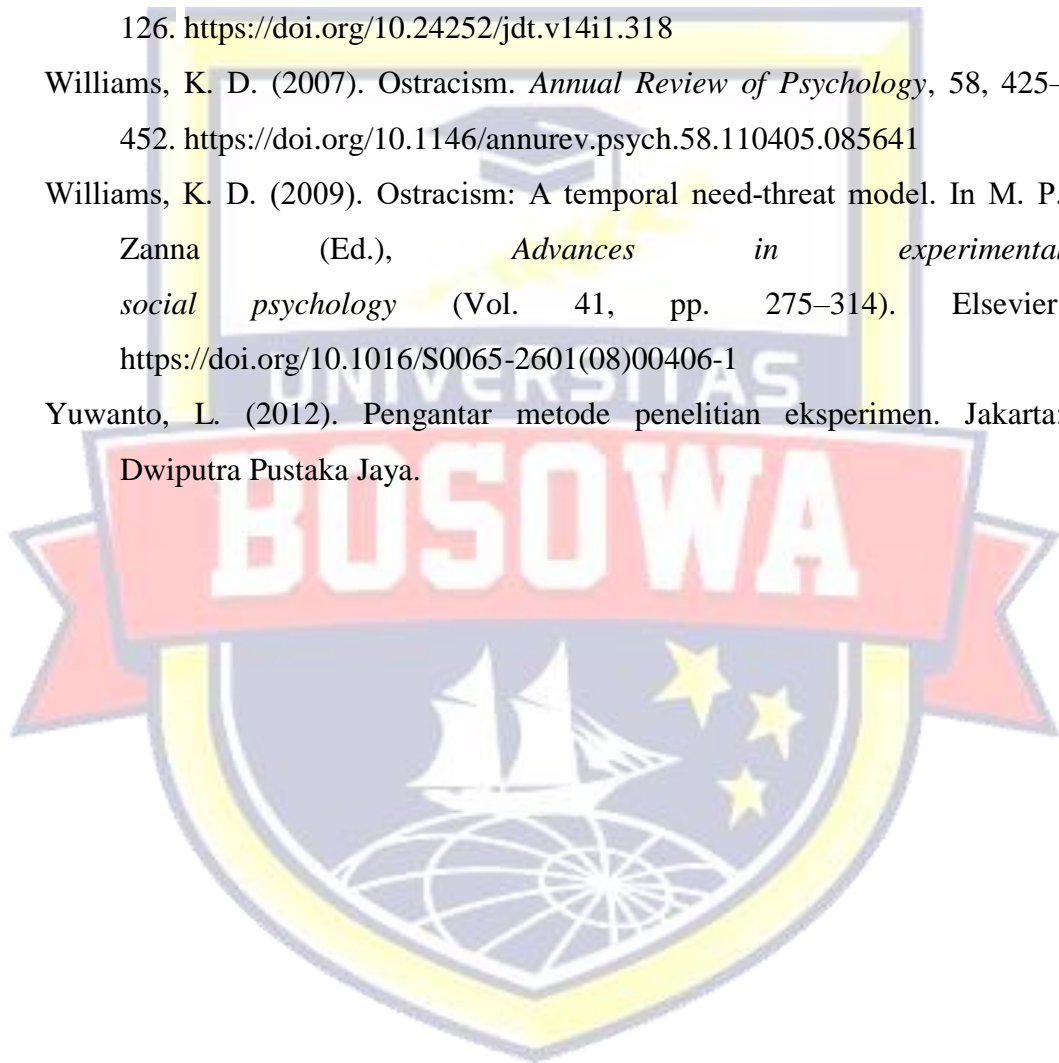 126. https://doi.org/10.24252/jdt.v14i1.318
Williams, K. D. (2007). Ostracism. Annual Review of Psychology, 58, 425–
452. https://doi.org/10.1146/annurev.psych.58.110405.085641
Williams, K. D. (2009). Ostracism: A temporal need-threat model. In M. P.
Zanna (Ed.), Advances in experimental
social psychology (Vol. 41, pp. 275–314). Elsevier
https://doi.org/10.1016/S0065-2601(08)00406-1
UNIVERSITAS
Yuwanto, L. (2012). Pengantar metode penelitian eksperimen. Jakarta:
Dwiputra Pustaka Jaya.
BOSOWA